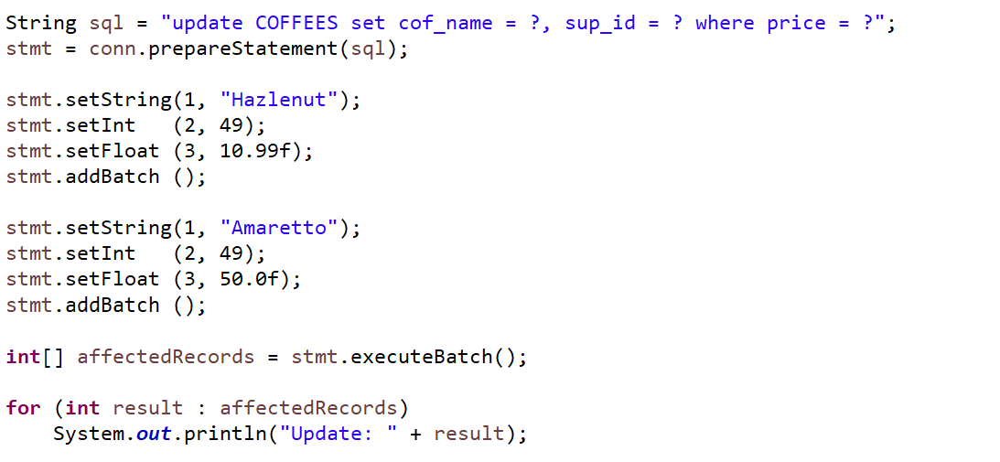 String sql = "update COFFEES set cof_name = ?, sup_id = ? where price = ?";
stmt = conn.prepareStatement(sql);
stmt.setString(1, "Hazlenut");
stmt.setInt   (2, 49);
stmt.setFloat (3, 10.99f);
stmt.addBatch ();
stmt.setString(1, "Amaretto");
stmt.setInt   (2, 49);
stmt.setFloat (3, 50.0f);
stmt.addBatch ();
int[] affectedRecords = stmt.executeBatch();
for (int result : affectedRecords)
    System.out.println("Update: " + result);